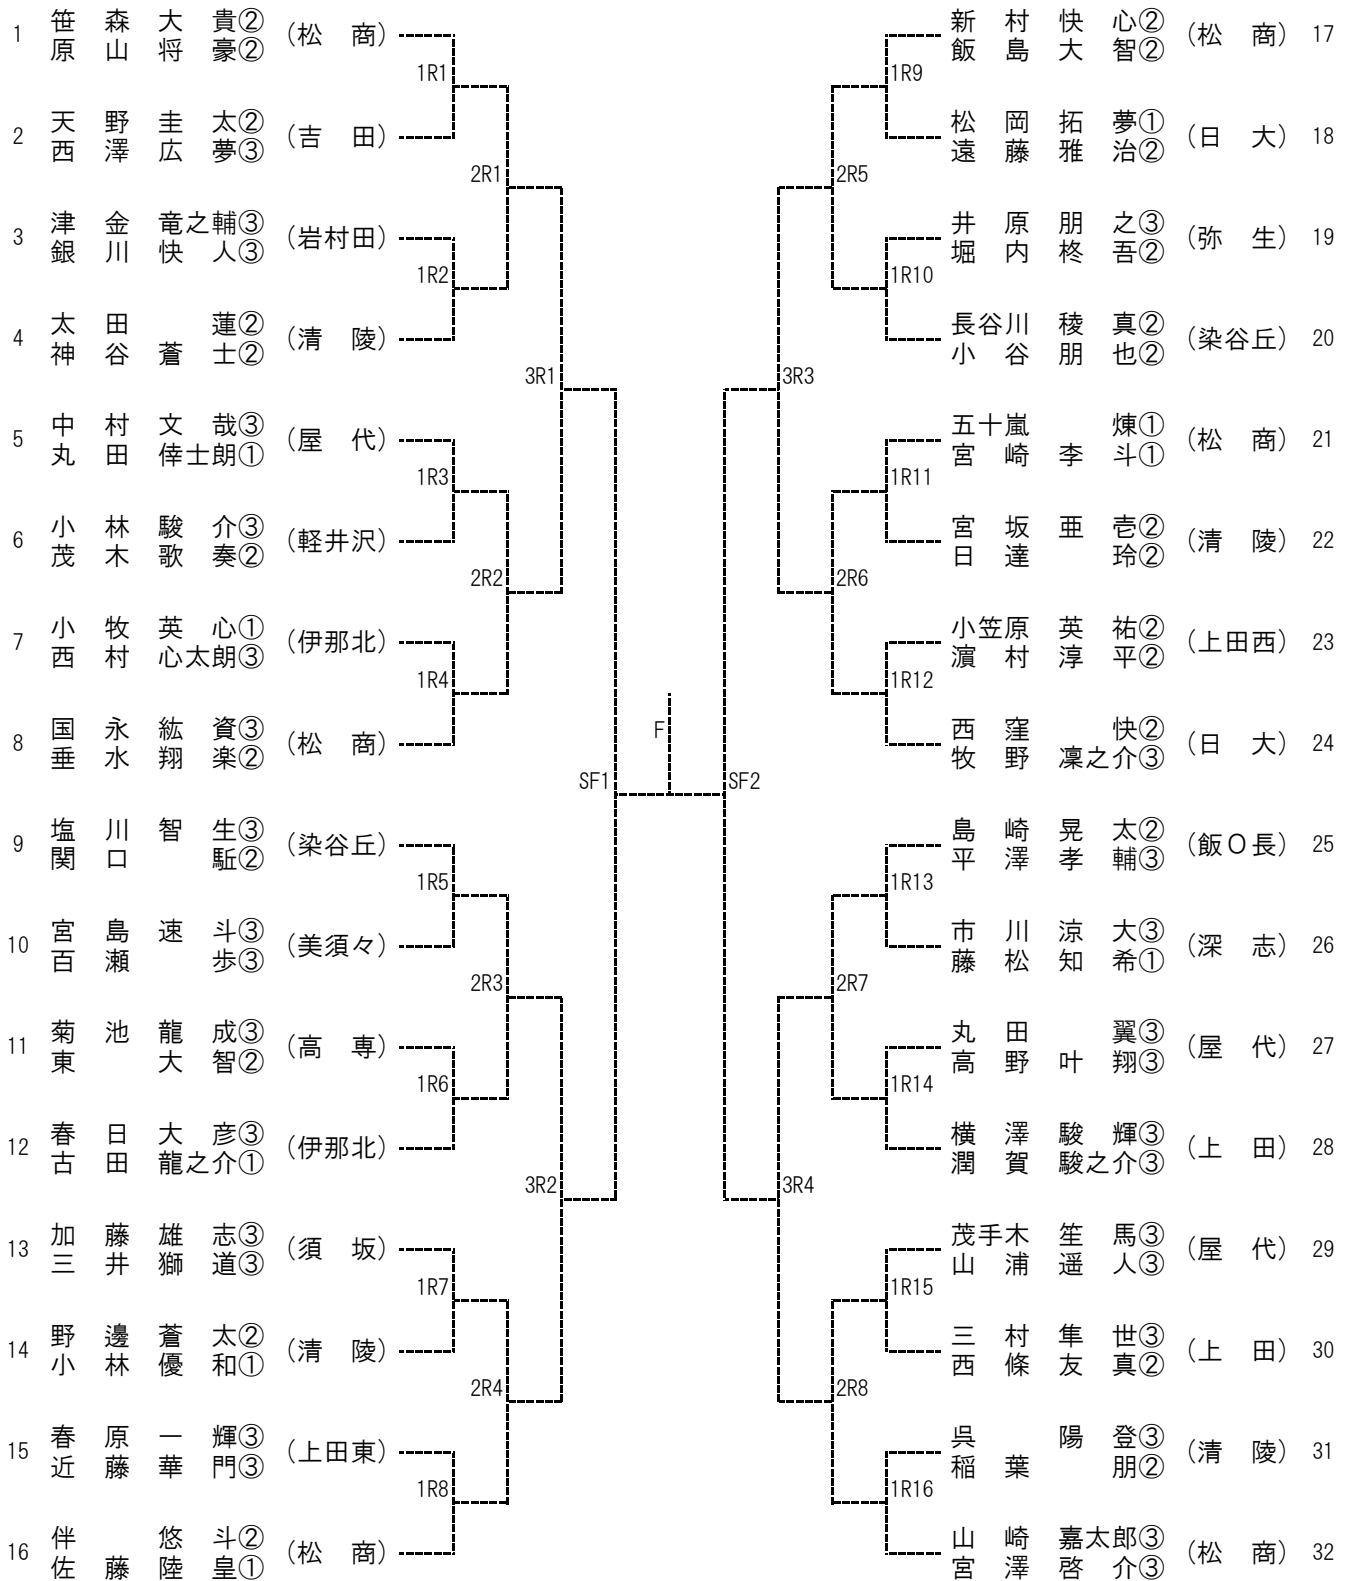 1 笹森大貴② (松商)
原山将豪②
1R1
2 天野圭太② (吉田)
西澤広夢③
2R1
3 津金竜之輔③ (岩村田)
銀川快人③
1R2
4 太田蓮② (清陵)
神谷蒼士②
3R1
5 中村文哉③ (屋代)
丸田倖士朗①
1R3
6 小林駿介③ (軽井沢)
茂木歌奏②
2R2
7 小牧英心① (伊那北)
西村心太朗③
1R4
8 国永紘資③ (松商)
垂水翔楽②
SF1
9 塩川智生③ (染谷丘)
関口駈②
1R5
10 宮島速斗③ (美須々)
百瀬歩③
2R3
11 菊池龍成③ (高専)
東大智②
1R6
12 春日大彦③ (伊那北)
古田龍之介①
3R2
13 加藤雄志③ (須坂)
三井獅道③
1R7
14 野邊蒼太② (清陵)
小林優和①
2R4
15 春原一輝③ (上田東)
近藤華門③
1R8
16 伴悠斗② (松商)
佐藤陸皇①
F
新村快心② (松商) 17
飯島大智②
1R9
松岡拓夢① (日大) 18
遠藤雅治②
2R5
井原朋之③ (弥生) 19
堀内柊吾②
1R10
長谷川稜真② (染谷丘) 20
小谷朋也②
3R3
五十嵐煉① (松商) 21
宮崎李斗①
1R11
宮坂亜壱② (清陵) 22
日達玲②
2R6
小笠原英祐② (上田西) 23
濵村淳平②
1R12
西窪快② (日大) 24
牧野凜之介③
SF2
島崎晃太② (飯O長) 25
平澤孝輔③
1R13
市川涼大③ (深志) 26
藤松知希①
2R7
丸田翼③ (屋代) 27
高野叶翔③
1R14
横澤駿輝③ (上田) 28
潤賀駿之介③
3R4
茂手木笙馬③ (屋代) 29
山浦遥人③
1R15
三村隼世③ (上田) 30
西條友真②
2R8
呉陽登③ (清陵) 31
稲葉朋②
1R16
山崎嘉太郎③ (松商) 32
宮澤啓介③